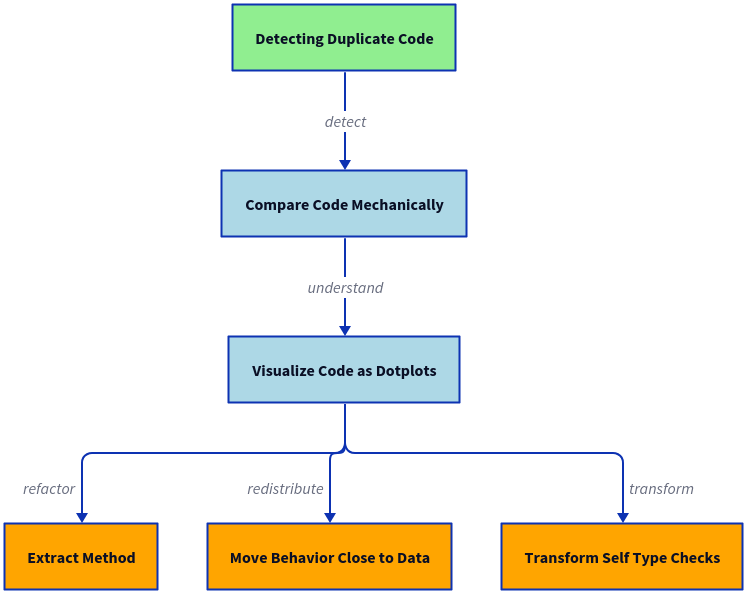 Detecting Duplicate Code
detect
Compare Code Mechanically
understand
Visualize Code as Dotplots
refactor
redistribute
transform
Extract Method
Move Behavior Close to Data
Transform Self Type Checks